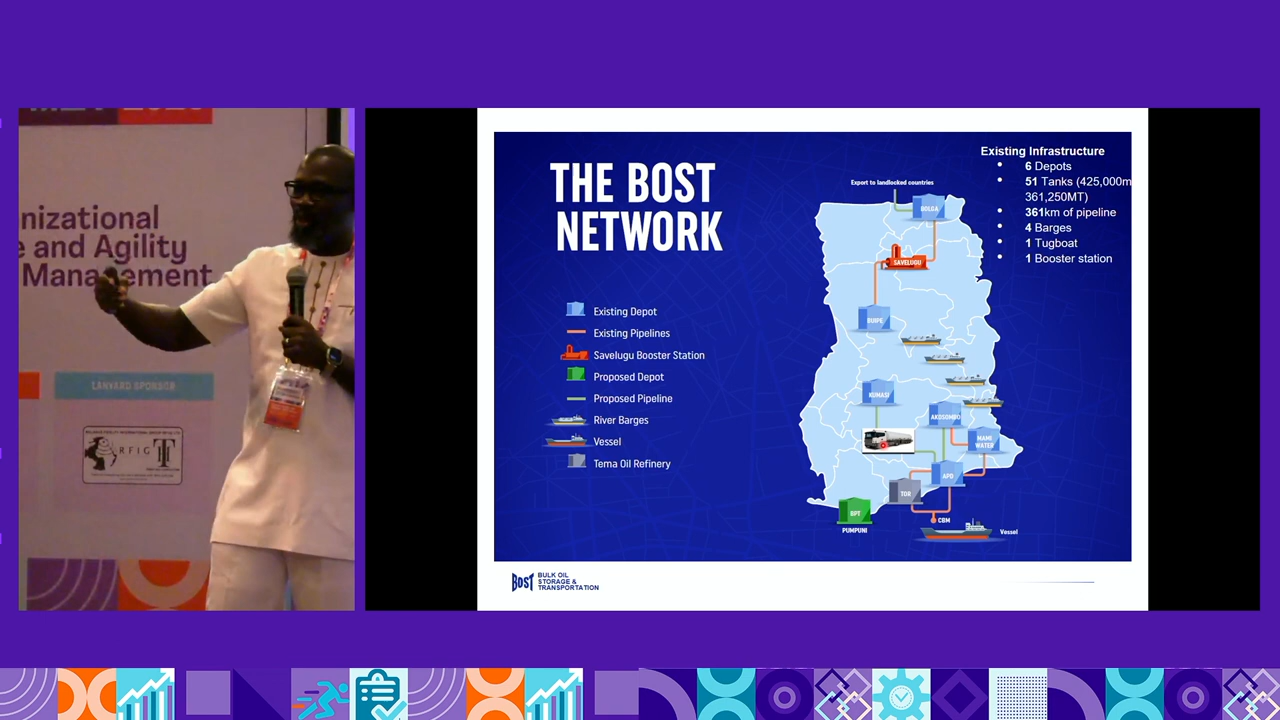 nizational
e and Agility
Management
LANYARD SPONSOR
RFIG
THE BOST
NETWORK
Existing Depot
Existing Pipelines
Savelugu Booster Station
Proposed Depot
Proposed Pipeline
River Barges
Vessel
Tema Oil Refinery
Existing Infrastructure
• 6 Depots
• 51 Tanks (425,000m
361,250MT)
• 361km of pipeline
• 4 Barges
• 1 Tugboat
• 1 Booster station
Export to landlocked countries
BOLGA
SAVELUGU
BUIPE
KUMASI
AKOSOMBO
MAMI
WATER
APD
TOR
BPT
PUMPUNI
CBM
Vessel
BOST
BULK OIL
STORAGE &
TRANSPORTATION